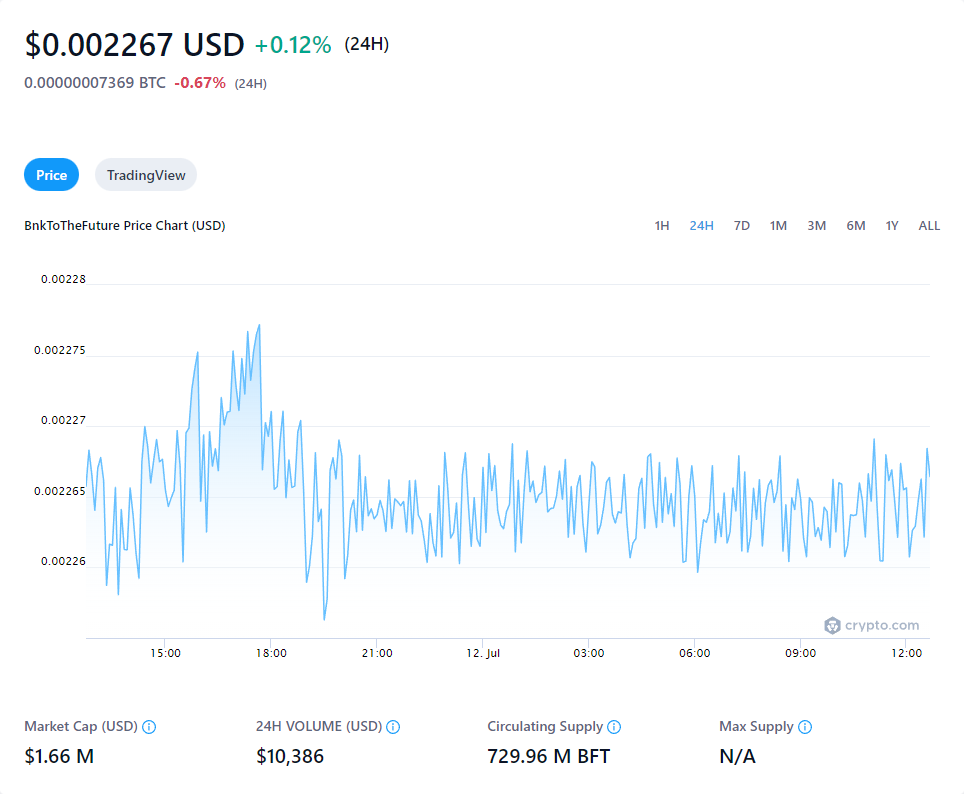 $0.002267 USD +0.12% (24H)
0.00000007369 BTC -0.67% (24H)
Price TradingView
BnkToTheFuture Price Chart (USD) 1H 24H 7D 1M 3M 6M 1Y ALL
0.00228
0.002275
0.00227
0.002265
0.00226
crypto.com
15:00 18:00 21:00 12. Jul 03:00 06:00 09:00 12:00
Market Cap (USD) 24H VOLUME (USD) Circulating Supply Max Supply
$1.66 M $10,386 729.96 M BFT N/A